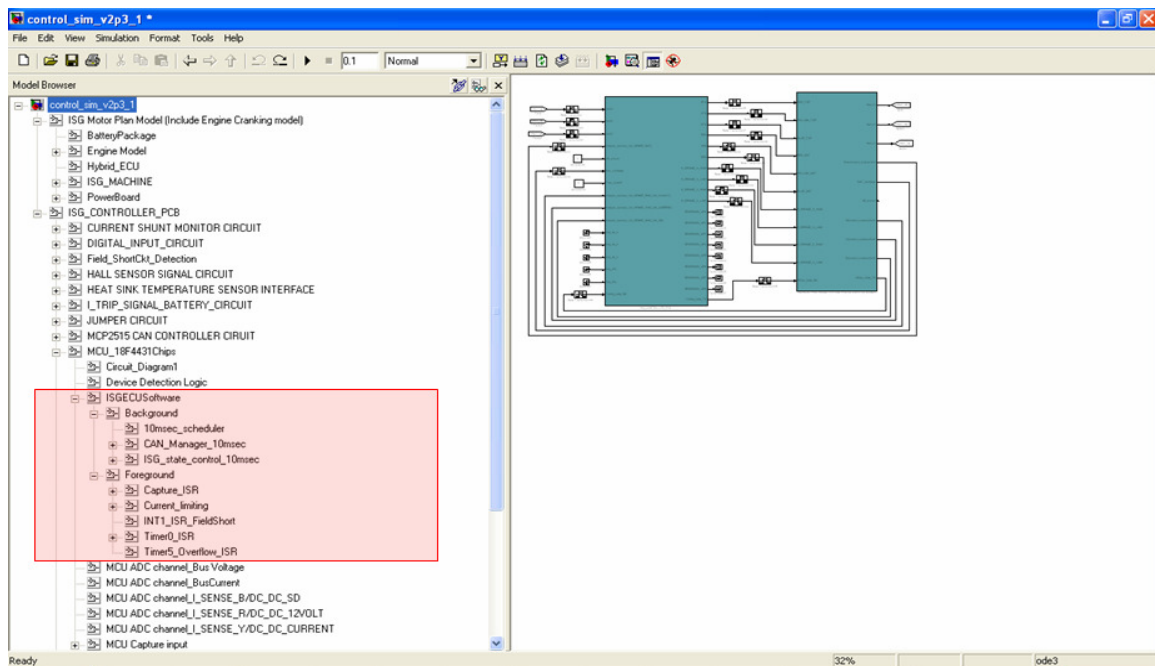 control_sim_v2p3_1 *
File Edit View Simulation Format Tools Help
0.1 Normal
Model Browser
control_sim_v2p3_1
ISG Motor Plan Model (Include Engine Cranking model)
BatteryPackage
Engine Model
Hybrid_ECU
ISG_MACHINE
PowerBoard
ISG_CONTROLLER_PCB
CURRENT SHUNT MONITOR CIRCUIT
DIGITAL_INPUT_CIRCUIT
Field_ShortCkt_Detection
HALL SENSOR SIGNAL CIRCUIT
HEAT SINK TEMPERATURE SENSOR INTERFACE
I_TRIP_SIGNAL_BATTERY_CIRCUIT
JUMPER CIRCUIT
MCP2515 CAN CONTROLLER CIRUIT
MCU_18F4431Chips
Circuit_Diagram1
Device Detection Logic
ISGECUSoftware
Background
10msec_scheduler
CAN_Manager_10msec
ISG_state_control_10msec
Foreground
Capture_ISR
Current_limiting
INT1_ISR_FieldShort
Timer0_ISR
Timer5_Overflow_ISR
MCU ADC channel_Bus Voltage
MCU ADC channel_BusCurrent
MCU ADC channel_I_SENSE_B/DC_DC_SD
MCU ADC channel_I_SENSE_R/DC_DC_12VOLT
MCU ADC channel_I_SENSE_Y/DC_DC_CURRENT
MCU Capture input
Ready 32% ode3